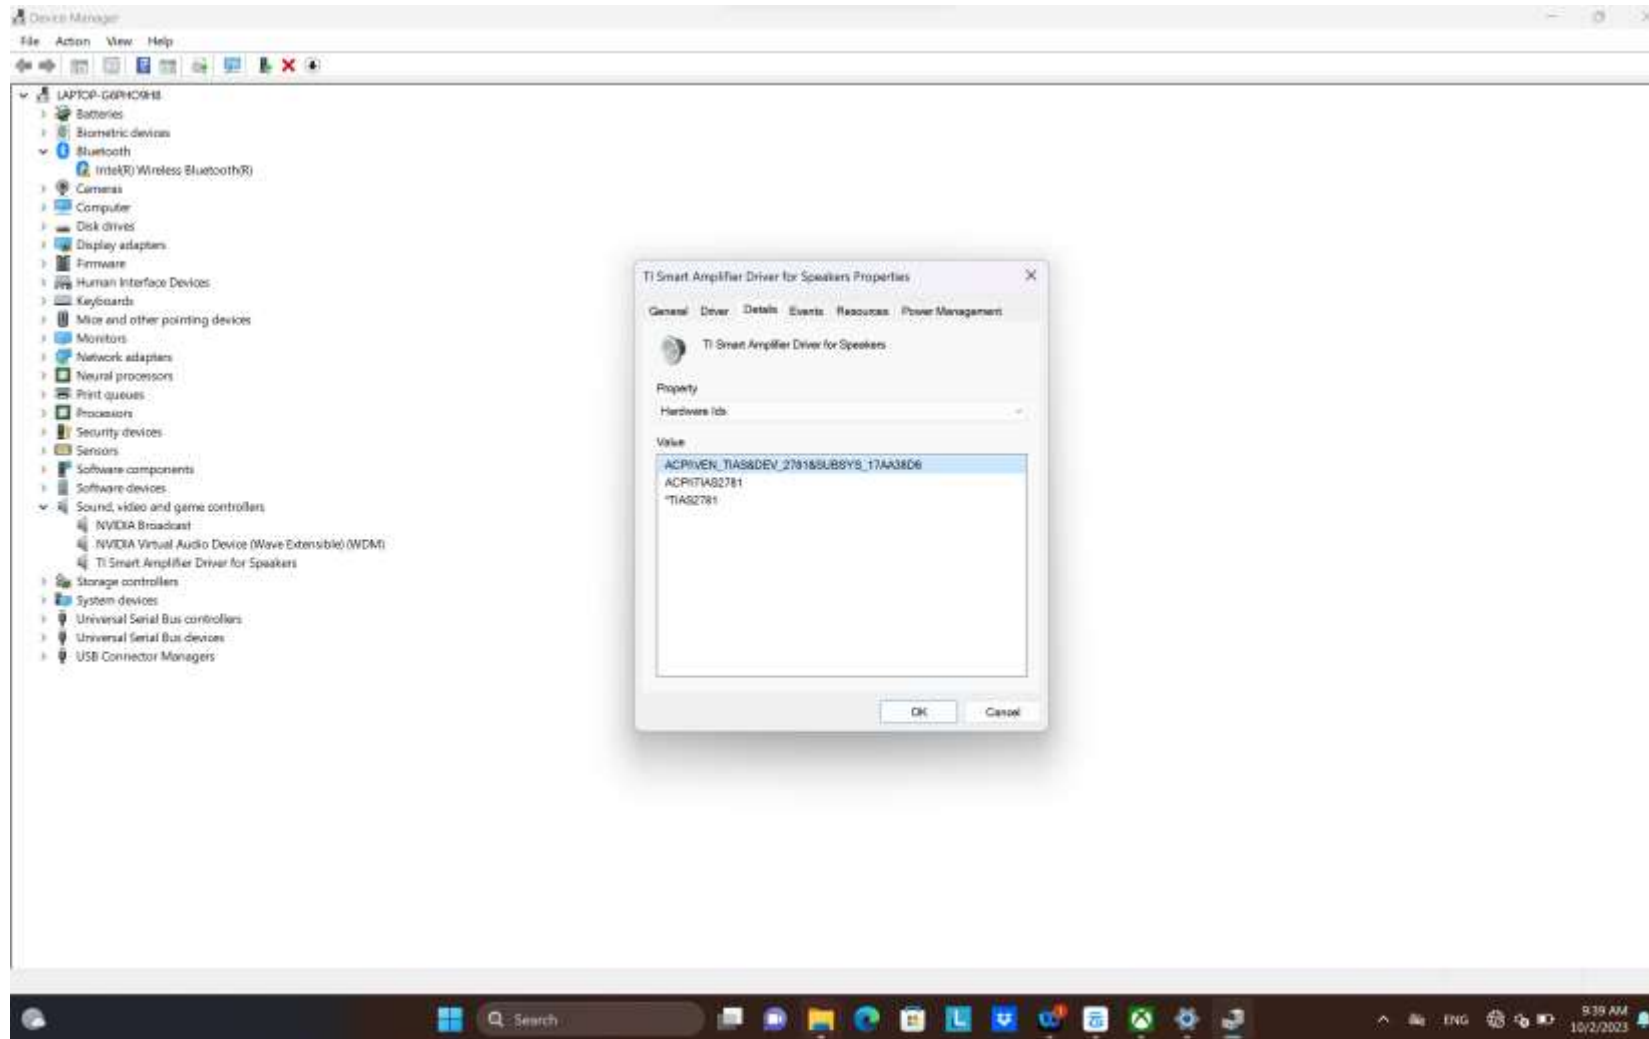 Device Manager
File Action View Help
LAPTOP-G6PHO9H8
Batteries
Biometric devices
Bluetooth
Intel(R) Wireless Bluetooth(R)
Cameras
Computer
Disk drives
Display adapters
Firmware
Human Interface Devices
Keyboards
Mice and other pointing devices
Monitors
Network adapters
Neural processors
Print queues
Processors
Security devices
Sensors
Software components
Software devices
Sound, video and game controllers
NVIDIA Broadcast
NVIDIA Virtual Audio Device (Wave Extensible) (WDM)
TI Smart Amplifier Driver for Speakers
Storage controllers
System devices
Universal Serial Bus controllers
Universal Serial Bus devices
USB Connector Managers
TI Smart Amplifier Driver for Speakers Properties
General Driver Details Events Resources Power Management
TI Smart Amplifier Driver for Speakers
Property
Hardware Ids
Value
ACPI\VEN_TIAS&DEV_2781&SUBSYS_17AA38D6
ACPI\TIAS2781
*TIAS2781
OK Cancel
Search
ENG
9:39 AM
10/2/2023